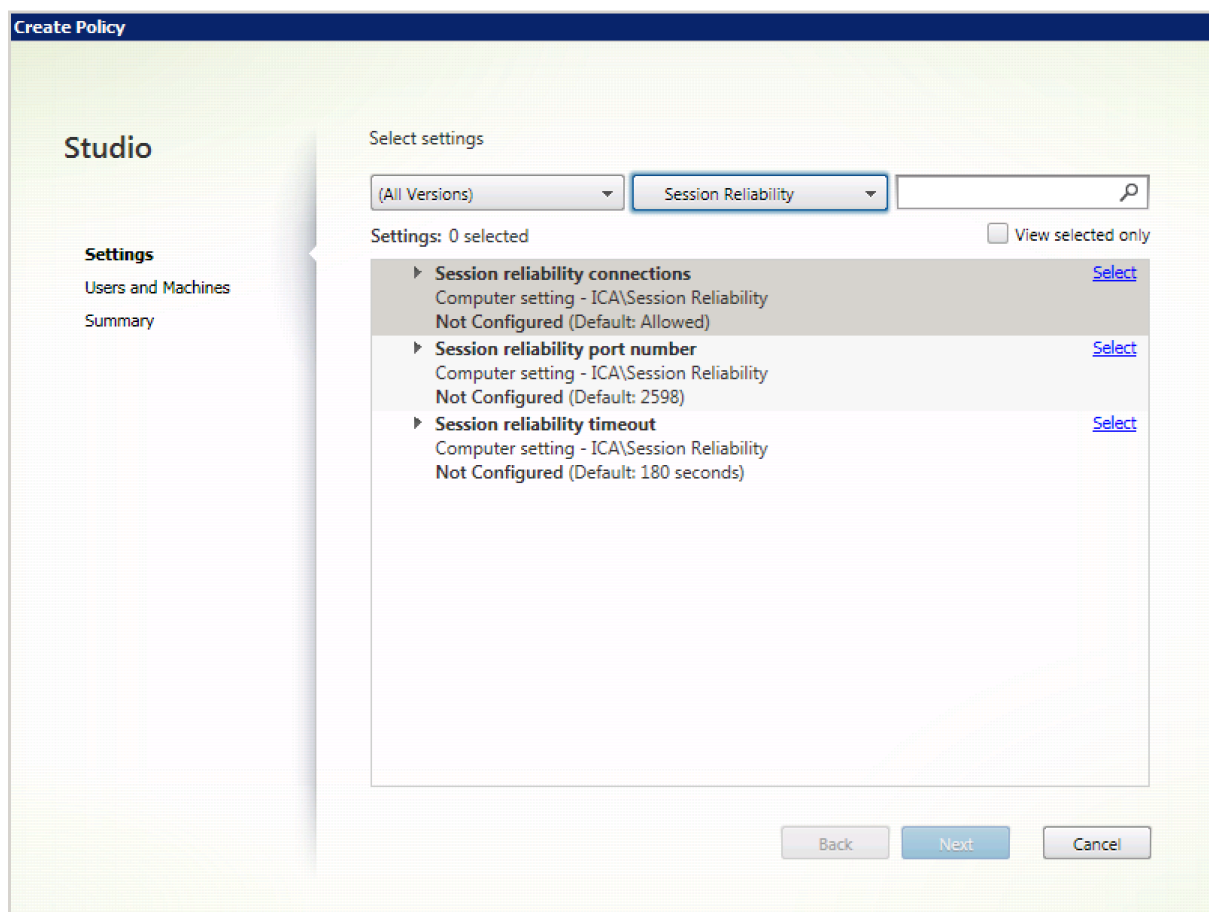 Create Policy
Studio
Select settings
(All Versions)
Session Reliability
Settings: 0 selected
View selected only
Settings
Users and Machines
Summary
Session reliability connections
Select
Computer setting - ICA\Session Reliability
Not Configured (Default: Allowed)
Session reliability port number
Select
Computer setting - ICA\Session Reliability
Not Configured (Default: 2598)
Session reliability timeout
Select
Computer setting - ICA\Session Reliability
Not Configured (Default: 180 seconds)
Back
Next
Cancel